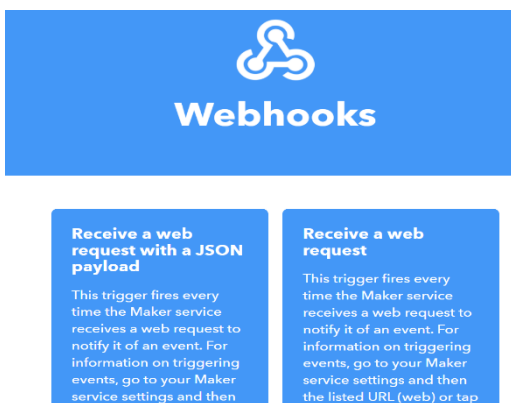 Webhooks
Receive a web
request with a JSON
payload
This trigger fires every
time the Maker service
receives a web request to
notify it of an event. For
information on triggering
events, go to your Maker
service settings and then
Receive a web
request
This trigger fires every
time the Maker service
receives a web request to
notify it of an event. For
information on triggering
events, go to your Maker
service settings and then
the listed URL (web) or tap